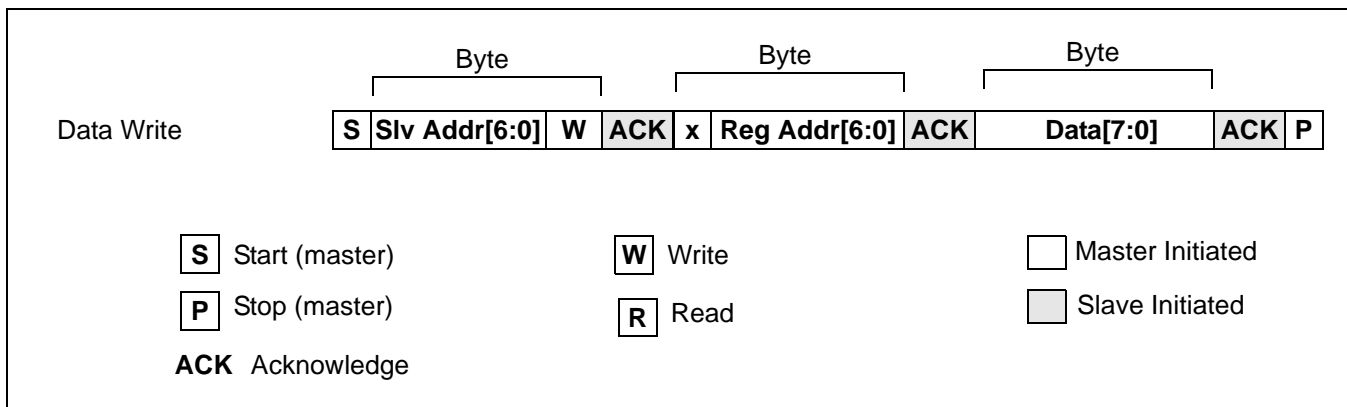 Byte Byte Byte
Data Write S Slv Addr[6:0] W ACK x Reg Addr[6:0] ACK Data[7:0] ACK P
S Start (master) W Write Master Initiated
P Stop (master) R Read Slave Initiated
ACK Acknowledge